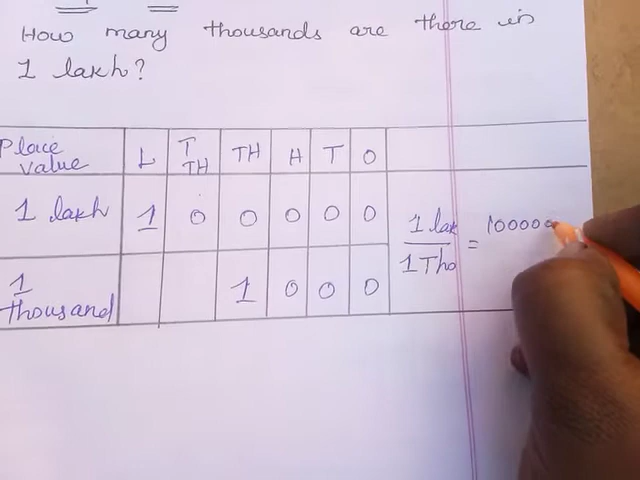 How many thousands are there in
1 lakh?
Place value L T TH TH H T O
1 lakh 1 0 0 0 0 0
1 thousand 1 0 0 0
1 lak
1 Tho
= 100000